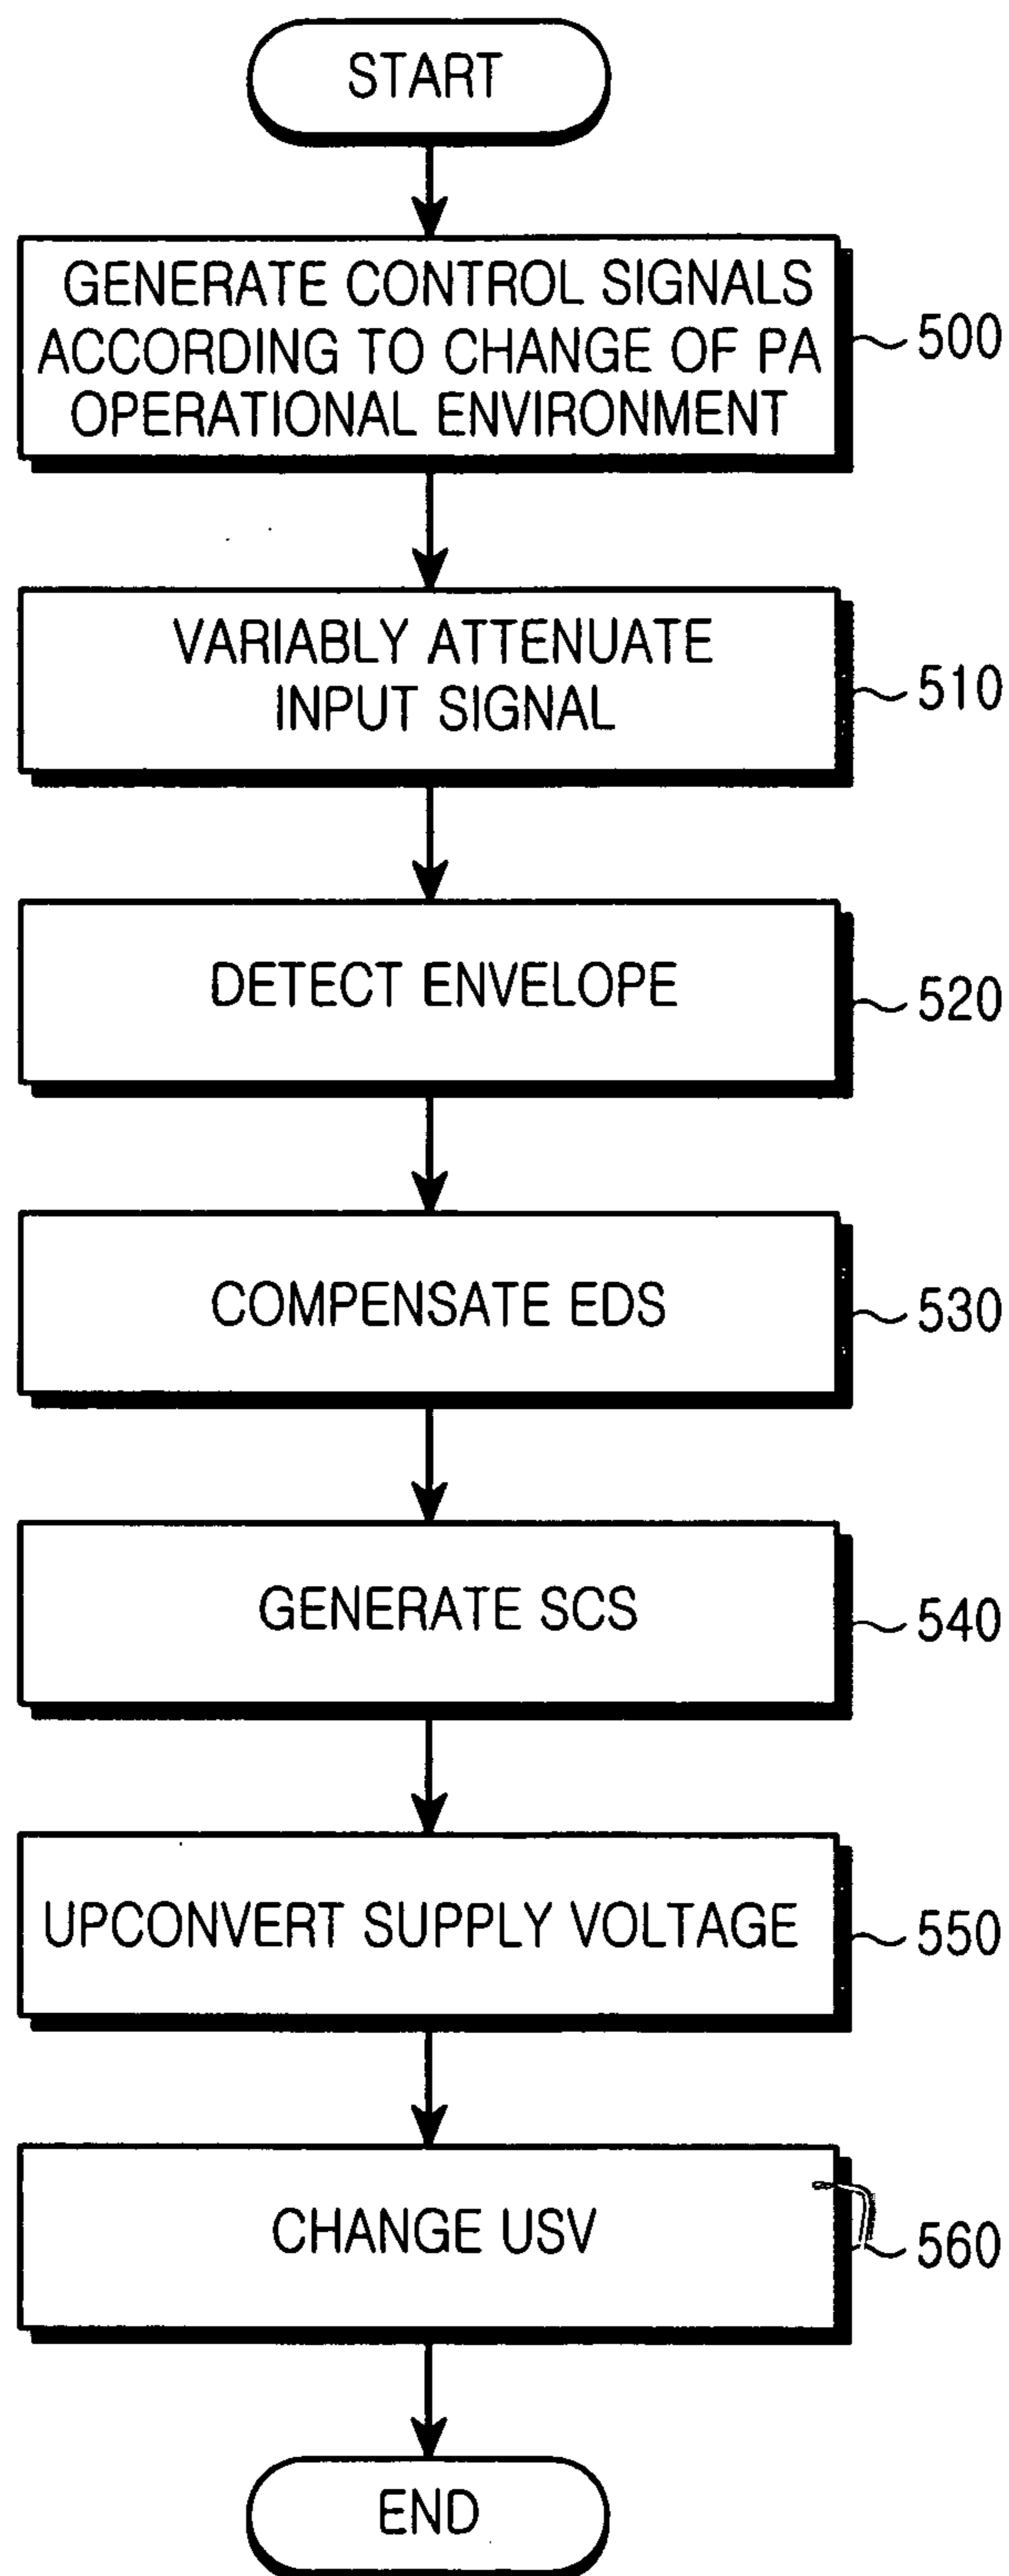 START
GENERATE CONTROL SIGNALS
ACCORDING TO CHANGE OF PA
OPERATIONAL ENVIRONMENT
500
VARIABLY ATTENUATE
INPUT SIGNAL
510
DETECT ENVELOPE
520
COMPENSATE EDS
530
GENERATE SCS
540
UPCONVERT SUPPLY VOLTAGE
550
CHANGE USV
560
END